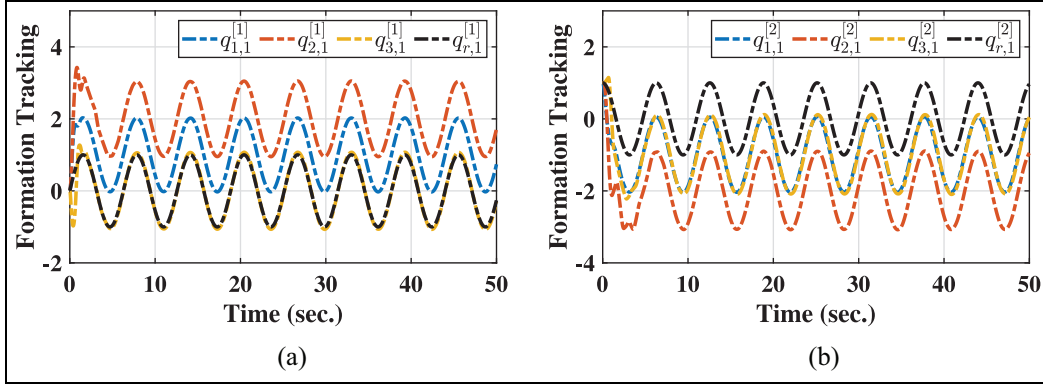 Formation Tracking
4
2
0
-2
q_{1,1}^{[1]} q_{2,1}^{[1]} q_{3,1}^{[1]} q_{r,1}^{[1]}
0 10 20 30 40 50
Time (sec.)
(a)
Formation Tracking
2
0
-2
-4
q_{1,1}^{[2]} q_{2,1}^{[2]} q_{3,1}^{[2]} q_{r,1}^{[2]}
0 10 20 30 40 50
Time (sec.)
(b)